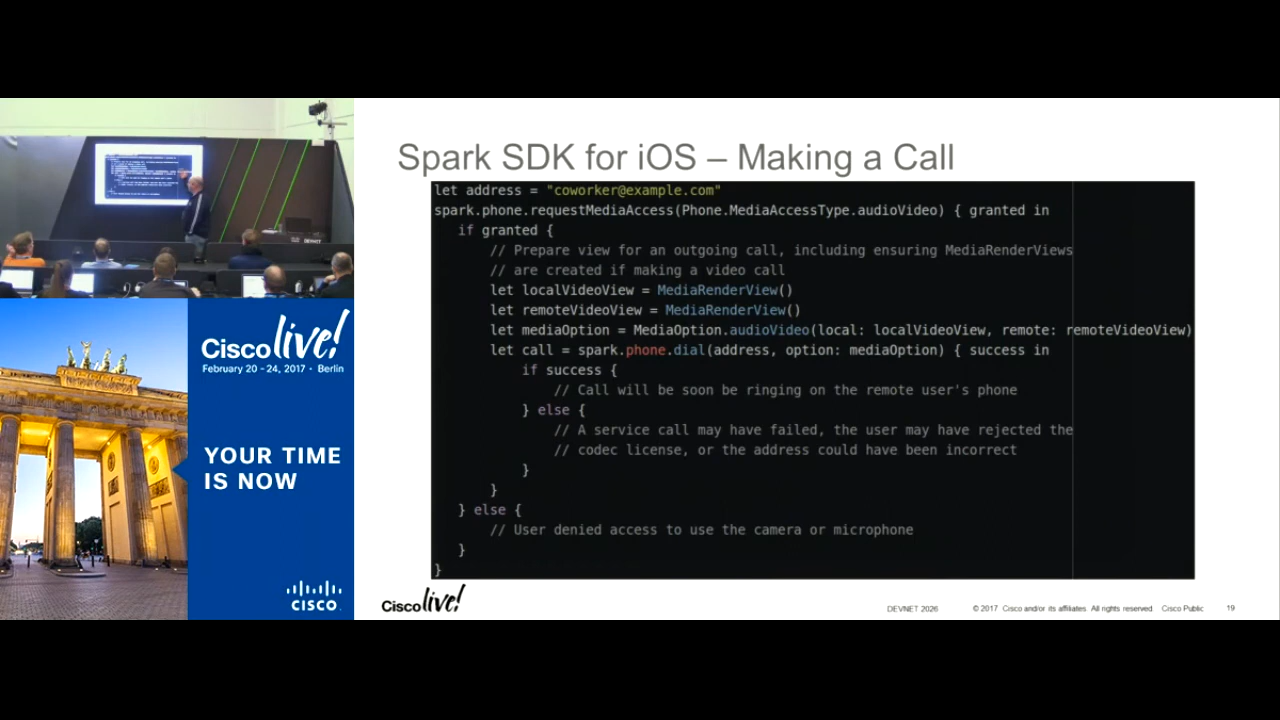 Spark SDK for iOS – Making a Call
let address = "coworker@example.com"
spark.phone.requestMediaAccess(Phone.MediaAccessType.audioVideo) { granted in
if granted {
// Prepare view for an outgoing call, including ensuring MediaRenderViews
// are created if making a video call
let localVideoView = MediaRenderView()
let remoteVideoView = MediaRenderView()
let mediaOption = MediaOption.audioVideo(local: localVideoView, remote: remoteVideoView)
let call = spark.phone.dial(address, option: mediaOption) { success in
if success {
// Call will be soon be ringing on the remote user's phone
} else {
// A service call may have failed, the user may have rejected the
// codec license, or the address could have been incorrect
}
}
} else {
// User denied access to use the camera or microphone
}
}
Cisco live!
DEVNET 2026 © 2017 Cisco and/or its affiliates. All rights reserved. Cisco Public 19
DEVNET
Cisco live!
February 20 - 24, 2017 · Berlin
YOUR TIME
IS NOW
CISCO